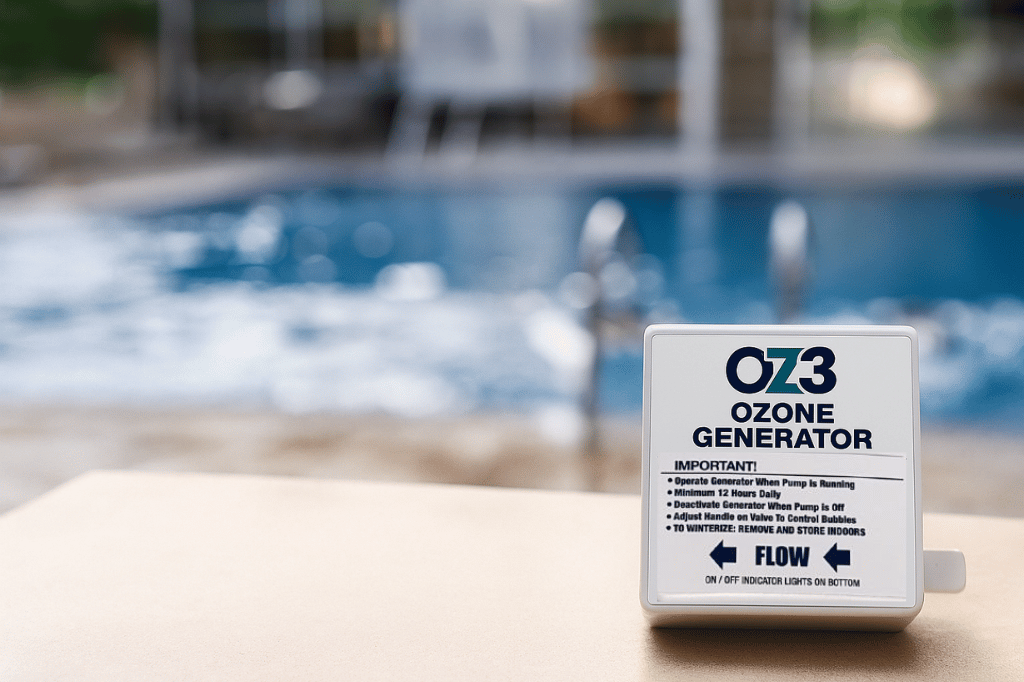 OZ3
OZONE
GENERATOR
IMPORTANT!
• Operate Generator When Pump is Running
• Minimum 12 Hours Daily
• Deactivate Generator When Pump is Off
• Adjust Handle on Valve To Control Bubbles
• TO WINTERIZE: REMOVE AND STORE INDOORS
FLOW
ON / OFF INDICATOR LIGHTS ON BOTTOM